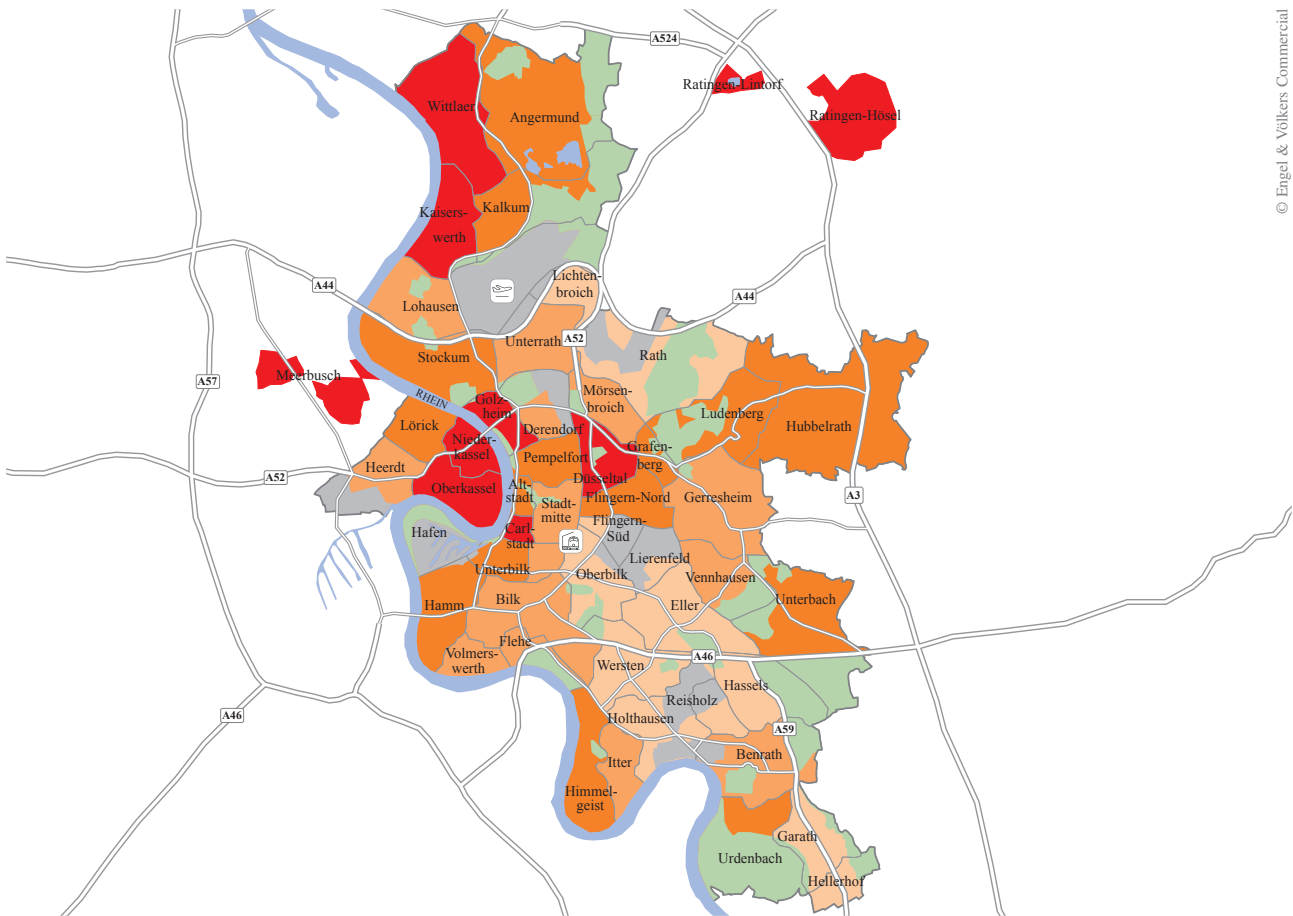 A524
© Engel & Völkers Commercial
Ratingen-Lintorf
Wittlaer
Ratingen-Hösel
Angermund
Kalkum
Kaisers-
werth
Lichten-
broich
A44
A44
Lohausen
A52
Unterrath
Rath
Stockum
Meerbusch
A57
RHEIN
Mörsen-
broich
Golz-
heim
Ludenberg
Hubbelrath
Lörick
Derendorf
Nieder-
kassel
Grafen-
berg
Pempelfort
Heerdt
A52
Düsseltal
Oberkassel
Alt-
stadt
Flingern-Nord
Gerresheim
A3
Stadt-
mitte
Flingern-
Süd
Hafen
Carl-
stadt
Lierenfeld
Unterbilk
Oberbilk
Vennhausen
Bilk
Hamm
Eller
Unterbach
Flehe
Volmers-
werth
A46
Wersten
Hassels
Reisholz
A46
Holthausen
A59
Benrath
Itter
Himmel-
geist
Garath
Urdenbach
Hellerhof